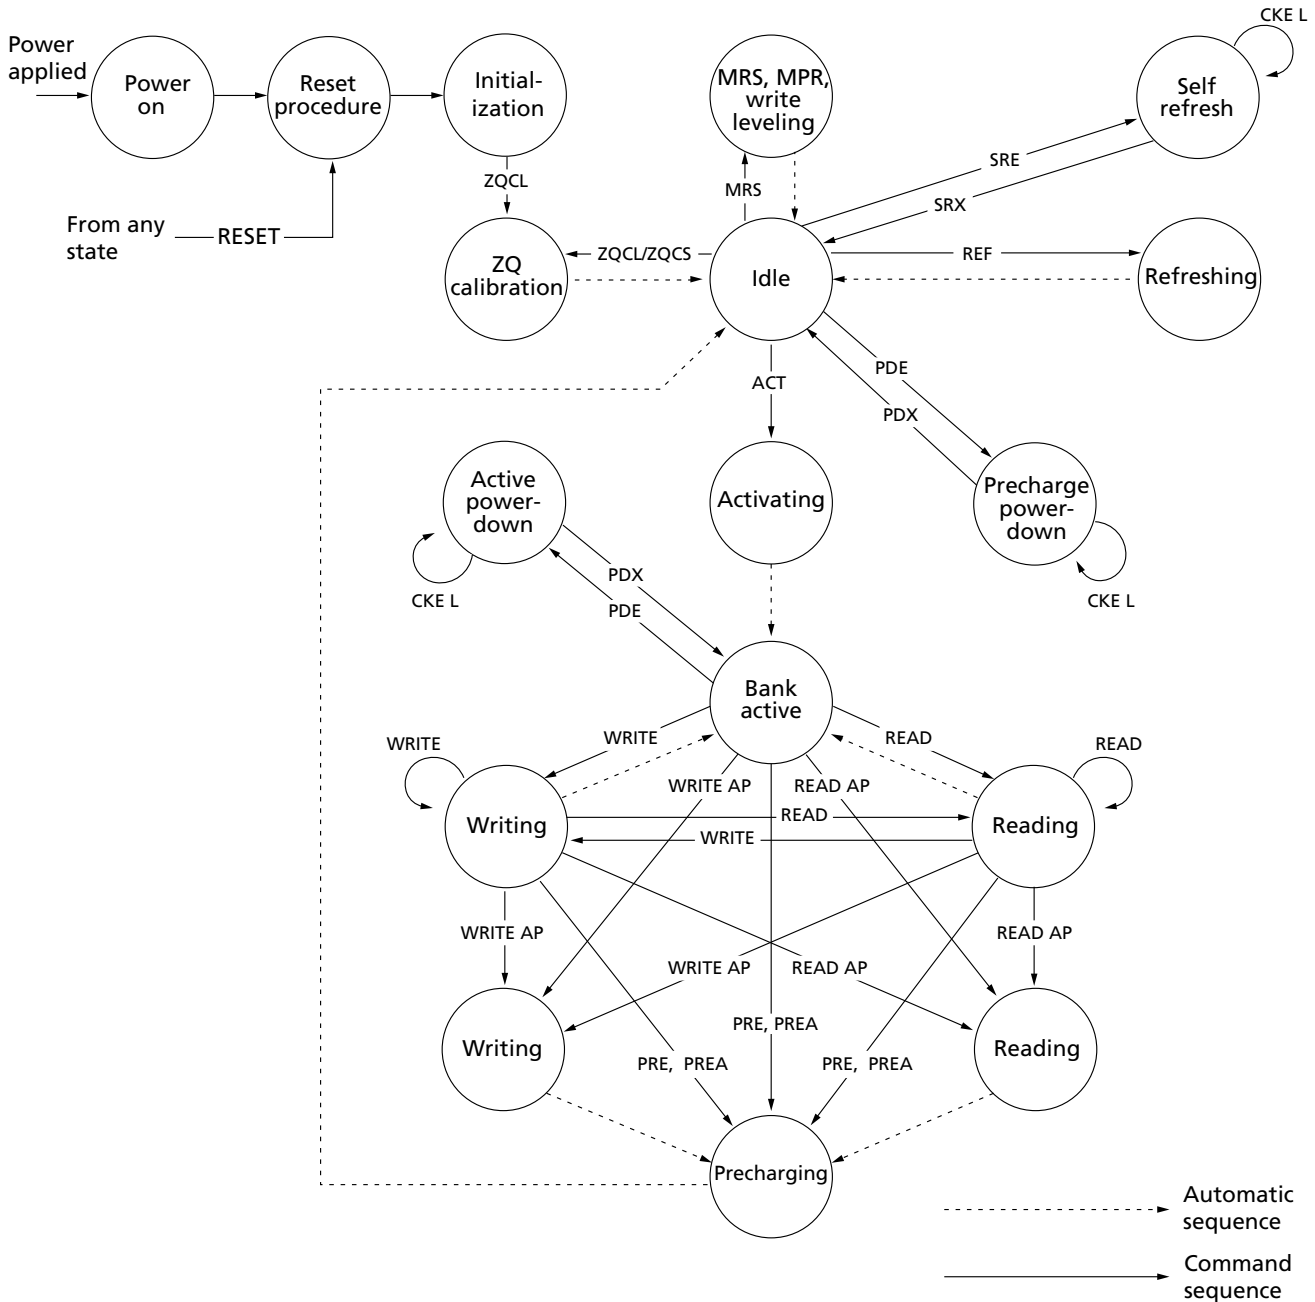 Power
applied
Power
on
Reset
procedure
Initial-
ization
MRS, MPR,
write
leveling
Self
refresh
CKE L
ZQCL
MRS
SRE
SRX
From any
state
RESET
ZQ
calibration
ZQCL/ZQCS
Idle
REF
Refreshing
ACT
PDE
PDX
Active
power-
down
Activating
Precharge
power-
down
CKE L
PDX
PDE
CKE L
Bank
active
WRITE
WRITE
READ
READ
WRITE AP
READ AP
Writing
READ
WRITE
Reading
WRITE AP
READ AP
WRITE AP
READ AP
PRE, PREA
Writing
PRE, PREA
PRE, PREA
Reading
Precharging
Automatic
sequence
Command
sequence